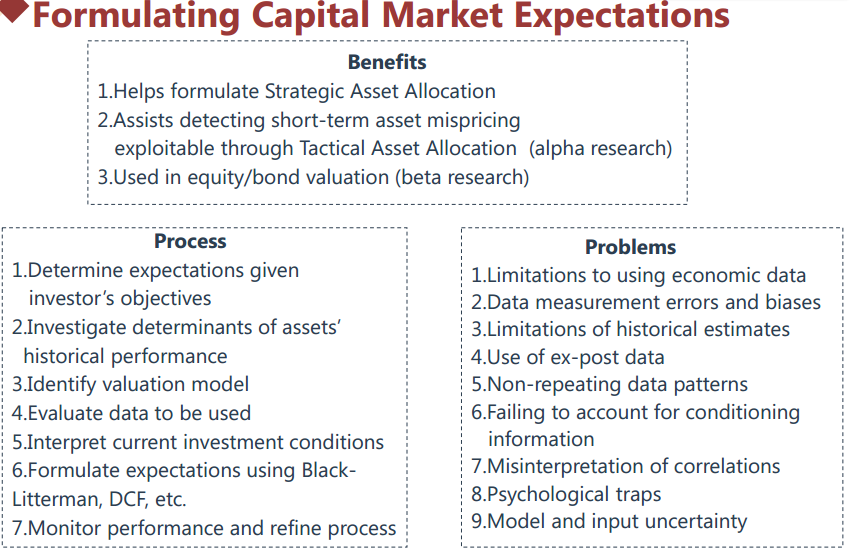 Formulating Capital Market Expectations
Benefits
1.Helps formulate Strategic Asset Allocation
2.Assists detecting short-term asset mispricing
exploitable through Tactical Asset Allocation (alpha research)
3.Used in equity/bond valuation (beta research)
Process
1.Determine expectations given
investor’s objectives
2.Investigate determinants of assets’
historical performance
3.Identify valuation model
4.Evaluate data to be used
5.Interpret current investment conditions
6.Formulate expectations using Black-
Litterman, DCF, etc.
7.Monitor performance and refine process
Problems
1.Limitations to using economic data
2.Data measurement errors and biases
3.Limitations of historical estimates
4.Use of ex-post data
5.Non-repeating data patterns
6.Failing to account for conditioning
information
7.Misinterpretation of correlations
8.Psychological traps
9.Model and input uncertainty